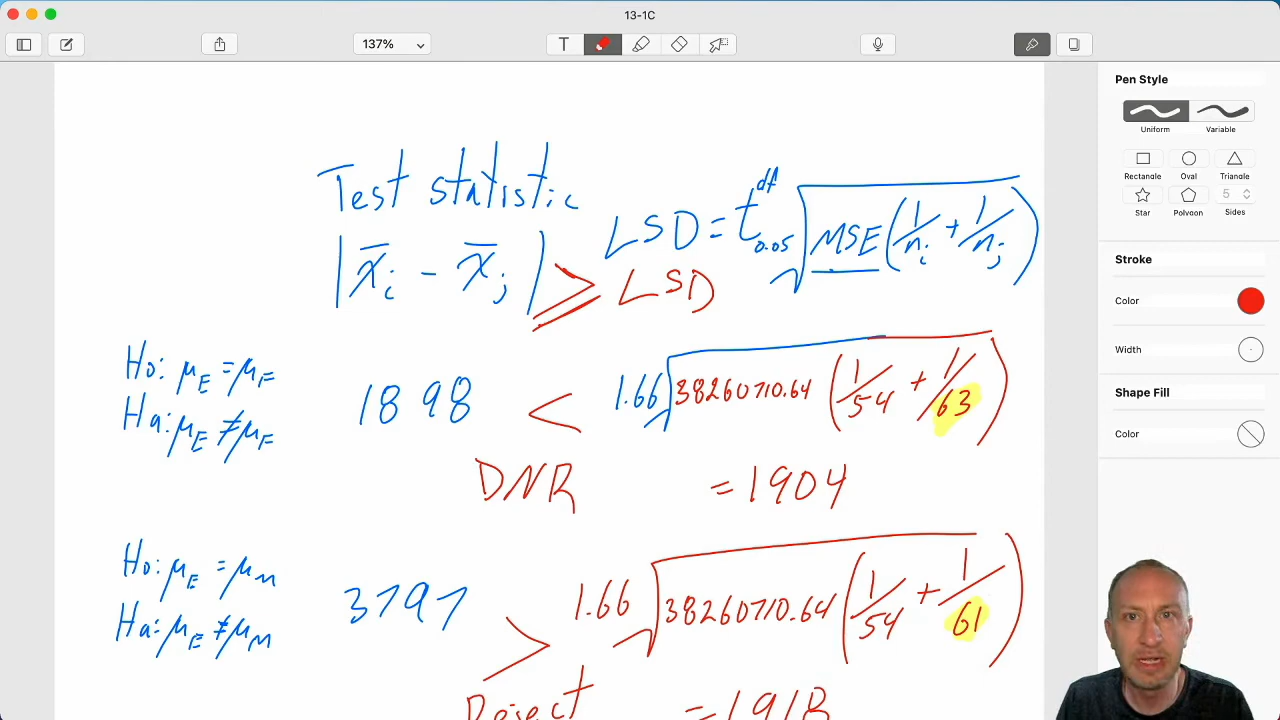 13-1C
137%
T
Pen Style
Uniform
Variable
Rectangle
Oval
Triangle
Star
Polygon
5
Sides
Stroke
Color
Width
Shape Fill
Color
Test statistic
LSD = t df 0.05 √MSE(1/ni + 1/nj)
|x̄i - x̄j| ≥ LSD
Ho: μE = μF
Ha: μE ≠ μF
1898 < 1.66 √38260710.64 (1/54 + 1/63)
DNR
= 1904
Ho: μE = μM
Ha: μE ≠ μM
3797 > 1.66 √38260710.64 (1/54 + 1/61)
Reject
= 1918